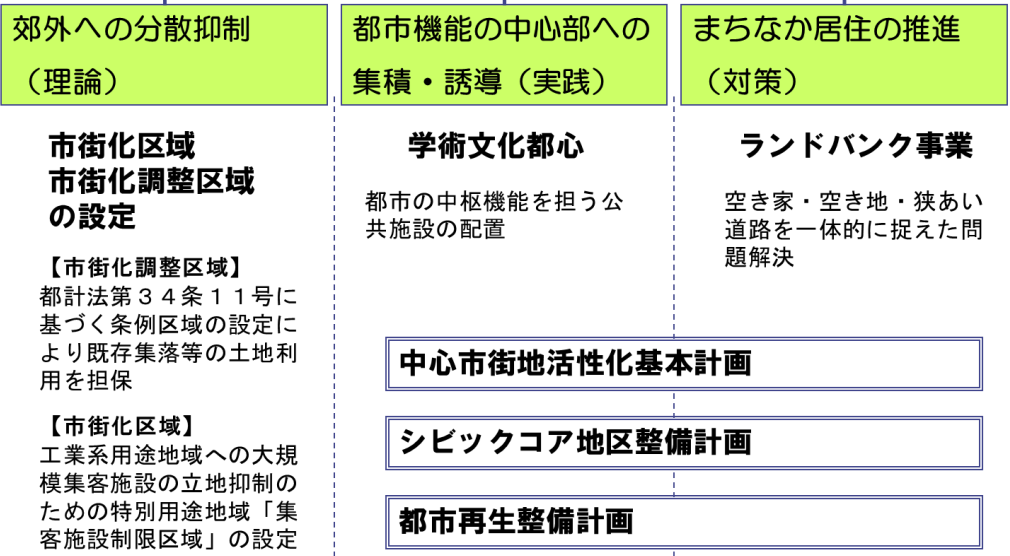 郊外への分散抑制
（理論）
市街化区域
市街化調整区域
の設定
【市街化調整区域】
都計法第３４条１１号に
基づく条例区域の設定に
より既存集落等の土地利
用を担保
【市街化区域】
工業系用途地域への大規
模集客施設の立地抑制の
ための特別用途地域「集
客施設制限区域」の設定
都市機能の中心部への
集積・誘導（実践）
学術文化都心
都市の中枢機能を担う公
共施設の配置
まちなか居住の推進
（対策）
ランドバンク事業
空き家・空き地・狭あい
道路を一体的に捉えた問
題解決
中心市街地活性化基本計画
シビックコア地区整備計画
都市再生整備計画